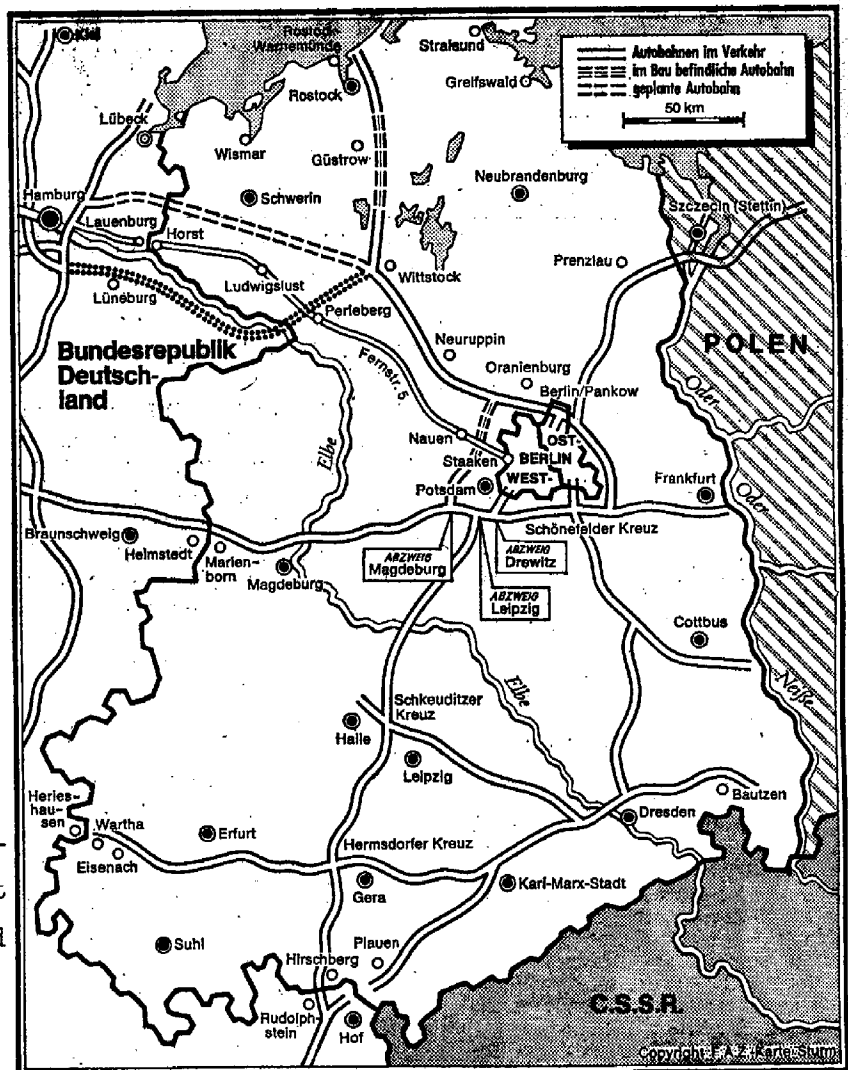 Kiel
Rostock-
Warnemünde
Stralsund
Autobahnen im Verkehr
im Bau befindliche Autobahn
geplante Autobahn
50 km
Rostock
Greifswald
Lübeck
Wismar
Güstrow
Neubrandenburg
Hamburg
Schwerin
Szczecin (Stettin)
Lauenburg
Horst
Ludwigslust
Wittstock
Prenzlau
Lüneburg
Perleberg
Neuruppin
POLEN
Bundesrepublik
Deutsch-
land
Fernstr. 5
Oranienburg
Berlin/Pankow
Oder
Elbe
Nauen
OST-
Staaken
BERLIN
WEST-
Potsdam
Frankfurt
Oder
Braunschweig
Helmstedt
Marien-
born
Magdeburg
Schönefelder Kreuz
ABZWEIG
Magdeburg
ABZWEIG
Drewitz
ABZWEIG
Leipzig
Cottbus
Elbe
Neiße
Schkeuditzer
Kreuz
Halle
Leipzig
Herles-
hau-
sen
Wartha
Eisenach
Erfurt
Hermsdorfer Kreuz
Dresden
Bautzen
Gera
Karl-Marx-Stadt
Suhl
Plauen
Hirschberg
Rudolph-
stein
Hof
C.S.S.R.
Copyright F.A.Z.-Karte Sturm